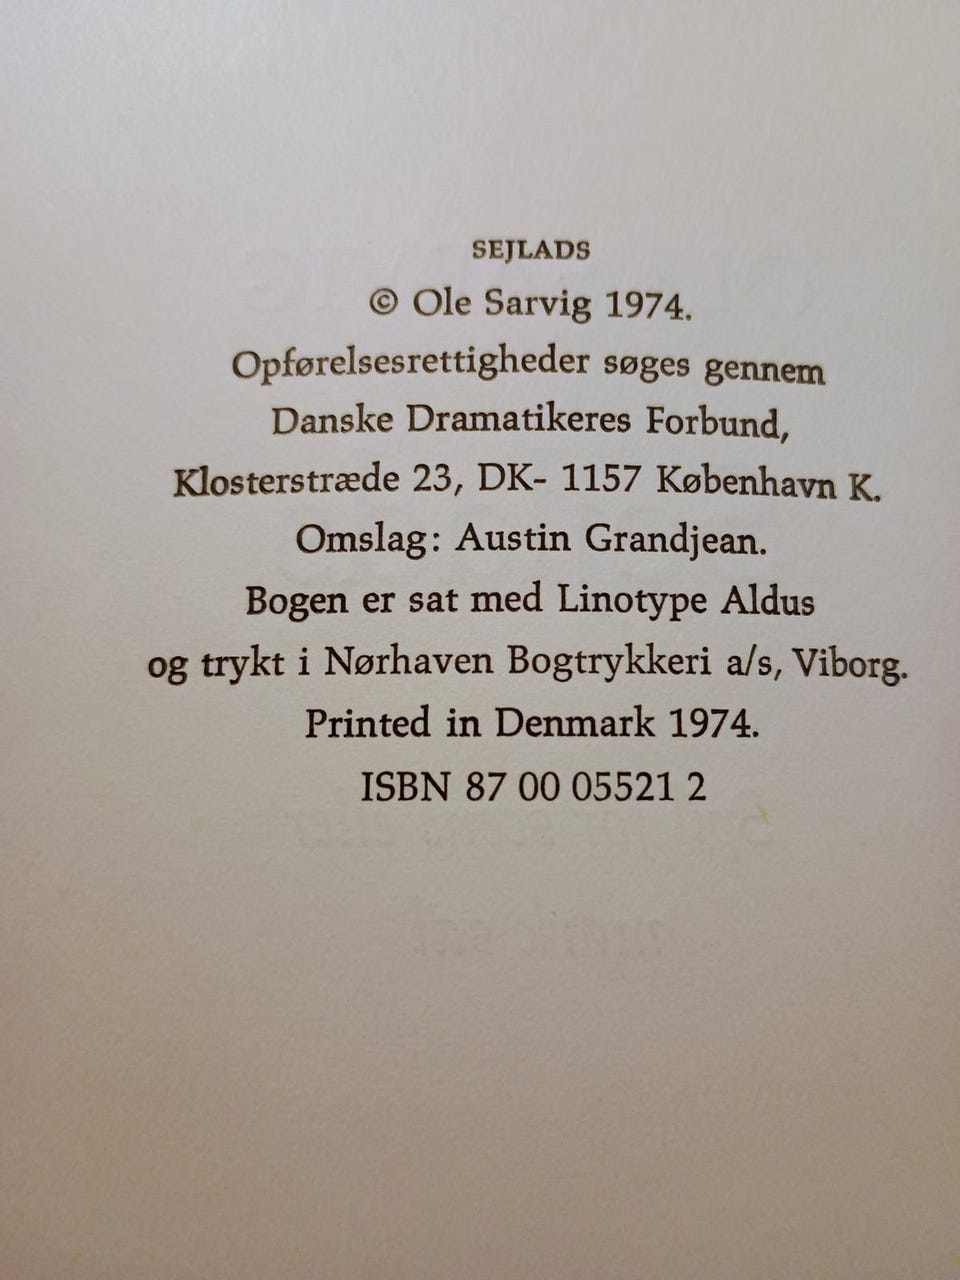 SEJLADS
© Ole Sarvig 1974.
Opførelsesrettigheder søges gennem
Danske Dramatikeres Forbund,
Klosterstræde 23, DK- 1157 København K.
Omslag: Austin Grandjean.
Bogen er sat med Linotype Aldus
og trykt i Nørhaven Bogtrykkeri a/s, Viborg.
Printed in Denmark 1974.
ISBN 87 00 05521 2